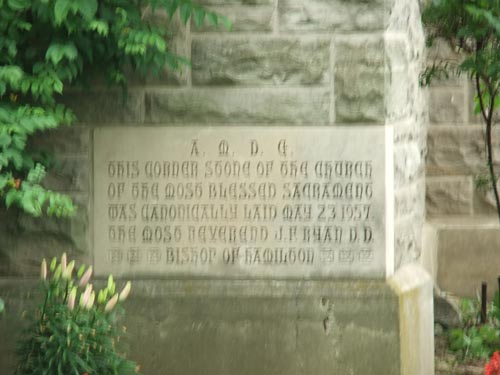 A. M. D. G.
THIS CORNER STONE OF THE CHURCH
OF THE MOST BLESSED SACRAMENT
WAS CANONICALLY LAID MAY 23 1937.
THE MOST REVEREND J. F. RYAN D. D.
BISHOP OF HAMILTON